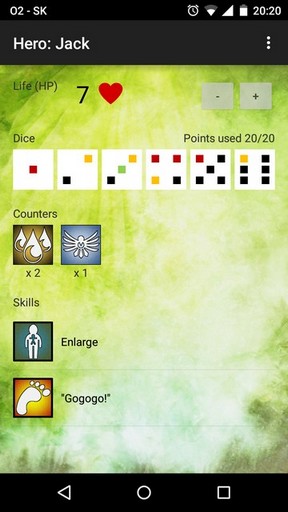 O2 - SK 20:20
Hero: Jack
Life (HP) 7 - +
Dice Points used 20/20
Counters
x 2 x 1
Skills
Enlarge
"Gogogo!"